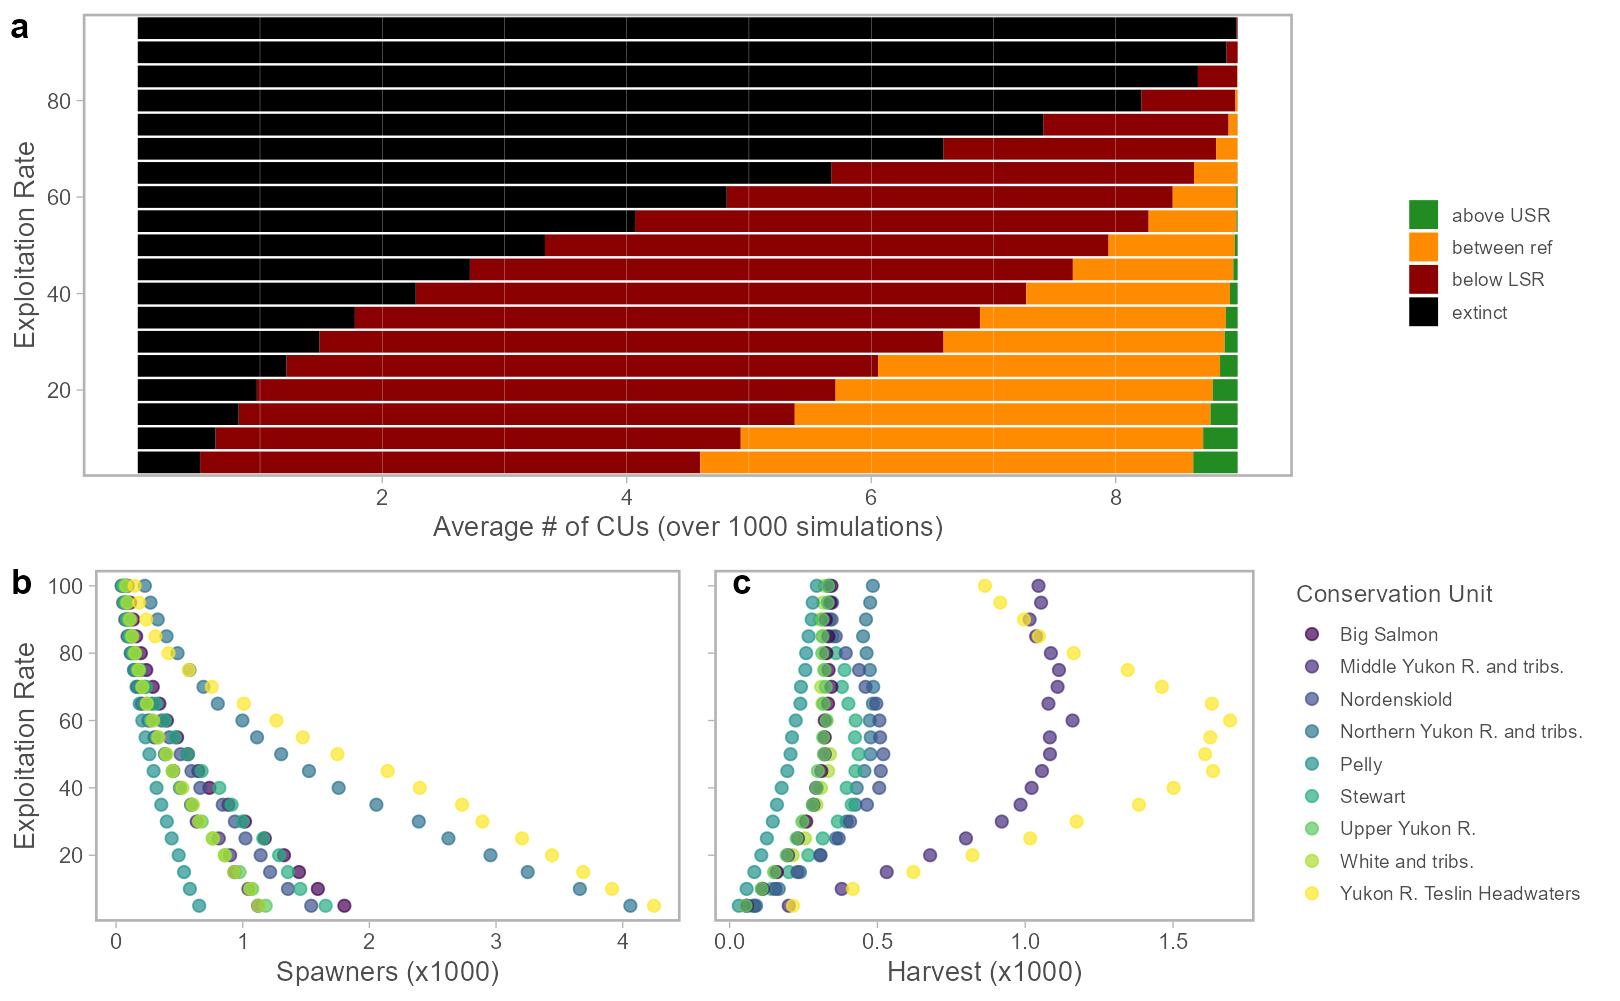 a
80
60
40
20
Exploitation Rate
2 4 6 8
Average # of CUs (over 1000 simulations)
above USR
between ref
below LSR
extinct
b
100
80
60
40
20
Exploitation Rate
0 1 2 3 4
Spawners (x1000)
c
0.0 0.5 1.0 1.5
Harvest (x1000)
Conservation Unit
Big Salmon
Middle Yukon R. and tribs.
Nordenskiold
Northern Yukon R. and tribs.
Pelly
Stewart
Upper Yukon R.
White and tribs.
Yukon R. Teslin Headwaters